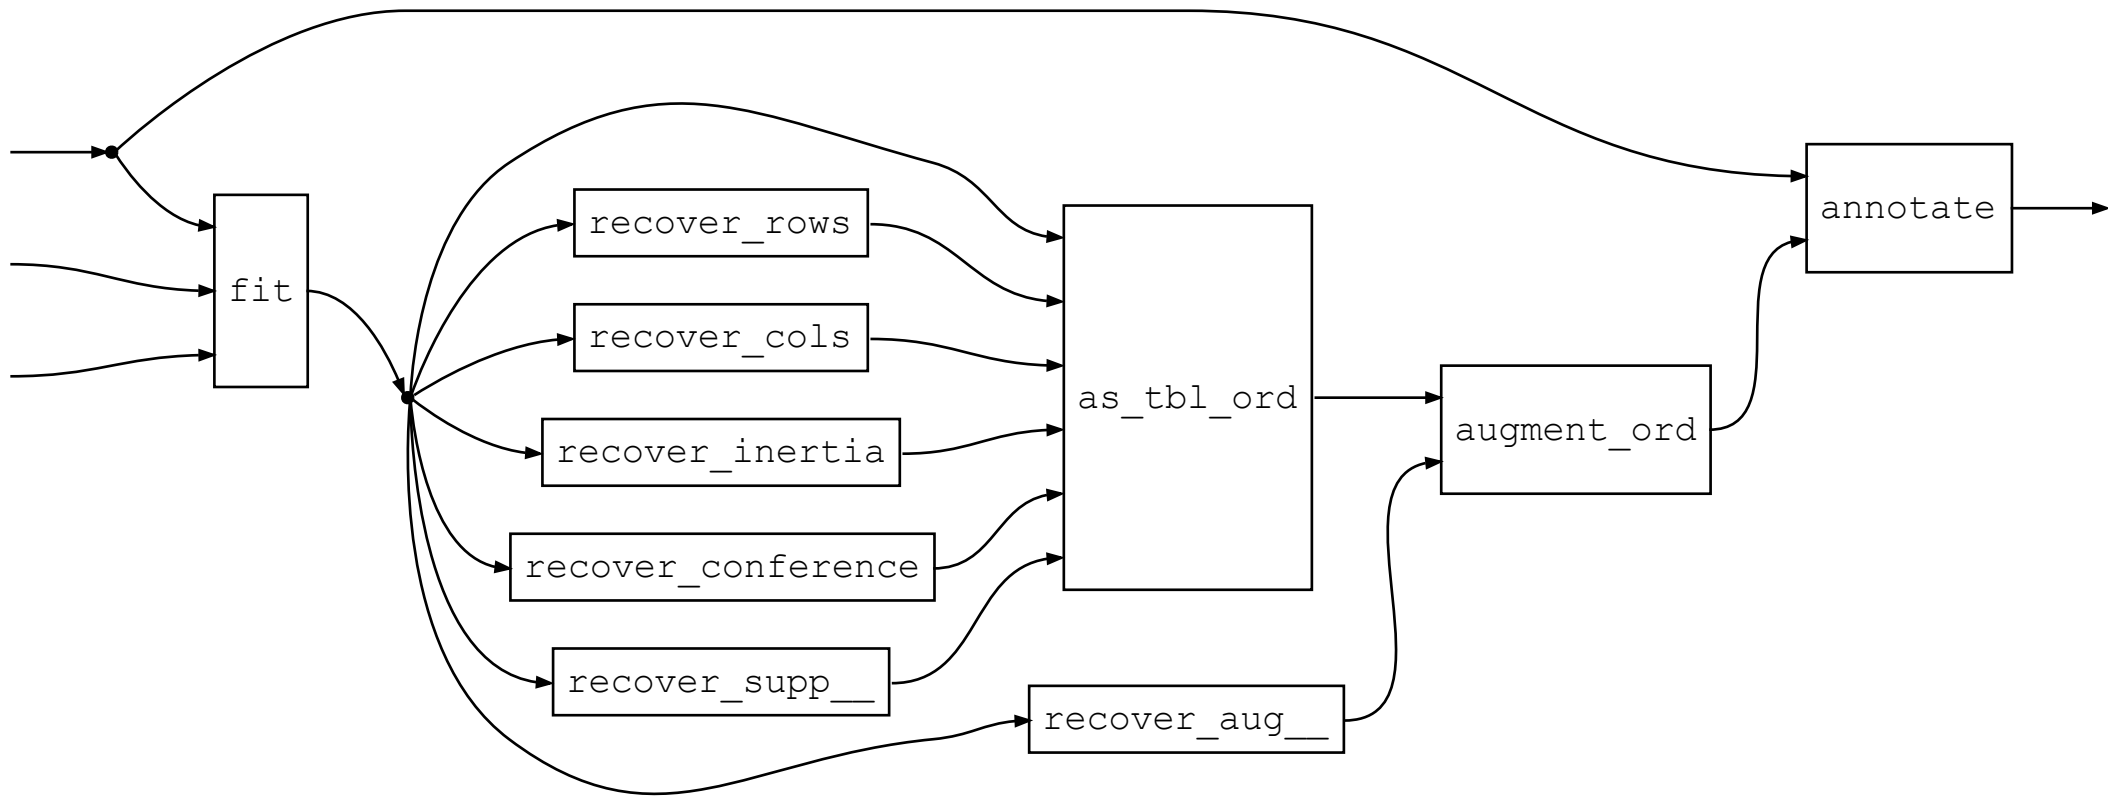 recover_rows
annotate
fit
recover_cols
as_tbl_ord
augment_ord
recover_inertia
recover_conference
recover_supp__
recover_aug__